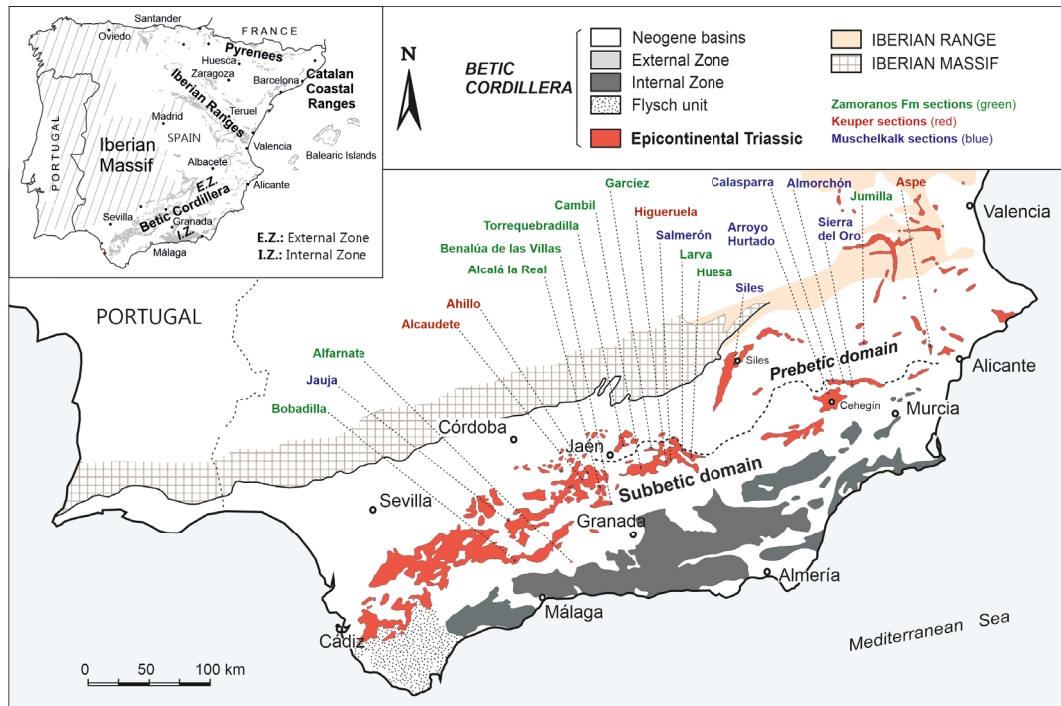 Santander
FRANCE
Oviedo
Pyrenees
Huesca
Zaragoza
Barcelona
Catalan
Coastal
Ranges
Iberian Ranges
Teruel
Madrid
SPAIN
PORTUGAL
Iberian
Massif
Valencia
Balearic Islands
Albacete
E.Z.
Alicante
Betic Cordillera
Sevilla
Granada
I.Z.
Málaga
E.Z.: External Zone
I.Z.: Internal Zone
N
BETIC
CORDILLERA
Neogene basins
External Zone
Internal Zone
Flysch unit
Epicontinental Triassic
IBERIAN RANGE
IBERIAN MASSIF
Zamoranos Fm sections (green)
Keuper sections (red)
Muschelkalk sections (blue)
Garcíez
Calasparra
Almorchón
Aspe
Jumilla
Cambil
Higueruela
Valencia
Torrequebradilla
Arroyo
Hurtado
Sierra
del Oro
Salmerón
Benalúa de las Villas
Larva
Alcalá la Real
Huesa
Siles
Ahillo
PORTUGAL
Alcaudete
Alfarnate
Siles
Prebetic domain
Alicante
Jauja
Cehegín
Bobadilla
Murcia
Córdoba
Jaén
Subbetic domain
Sevilla
Granada
Almería
Málaga
Cádiz
Mediterranean Sea
0 50 100 km